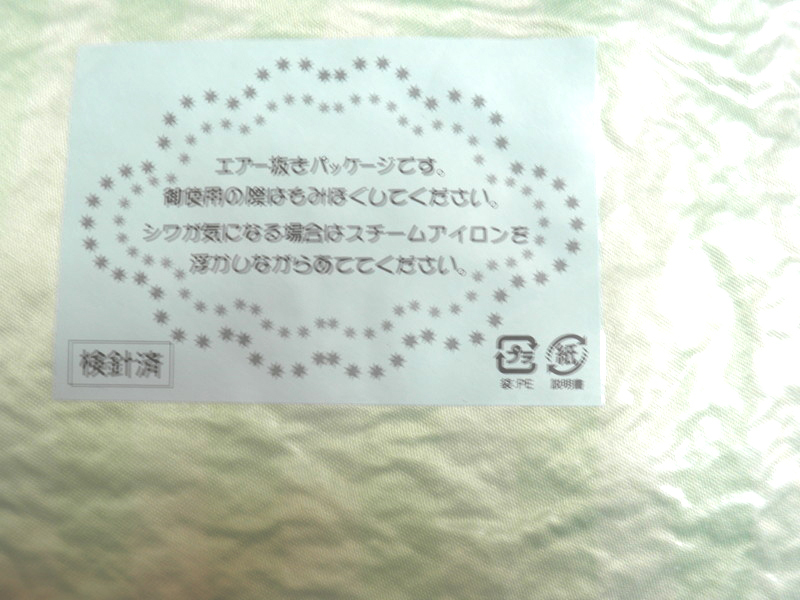 エアー抜きパッケージです。
御使用の際はもみほぐしてください。
シワが気になる場合はスチームアイロンを
浮かしながらあててください。
検針済
プラ
紙
袋:PE
説明書